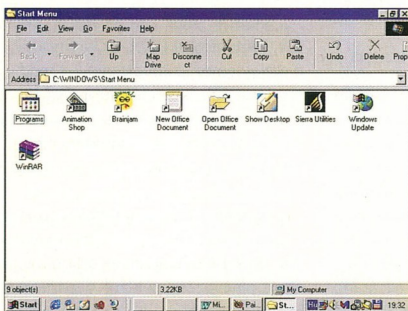 Start Menu
File Edit View Go Favorites Help
Back Forward Up Map Drive Disconnect Cut Copy Paste Undo Delete Prop
Address C:\WINDOWS\Start Menu
Programs Animation Shop Brainjam New Office Document Open Office Document Show Desktop Sierra Utilities Windows Update
WinRAR
9 object(s) 3,22KB My Computer
Start Mi... Pai... St... 19:32